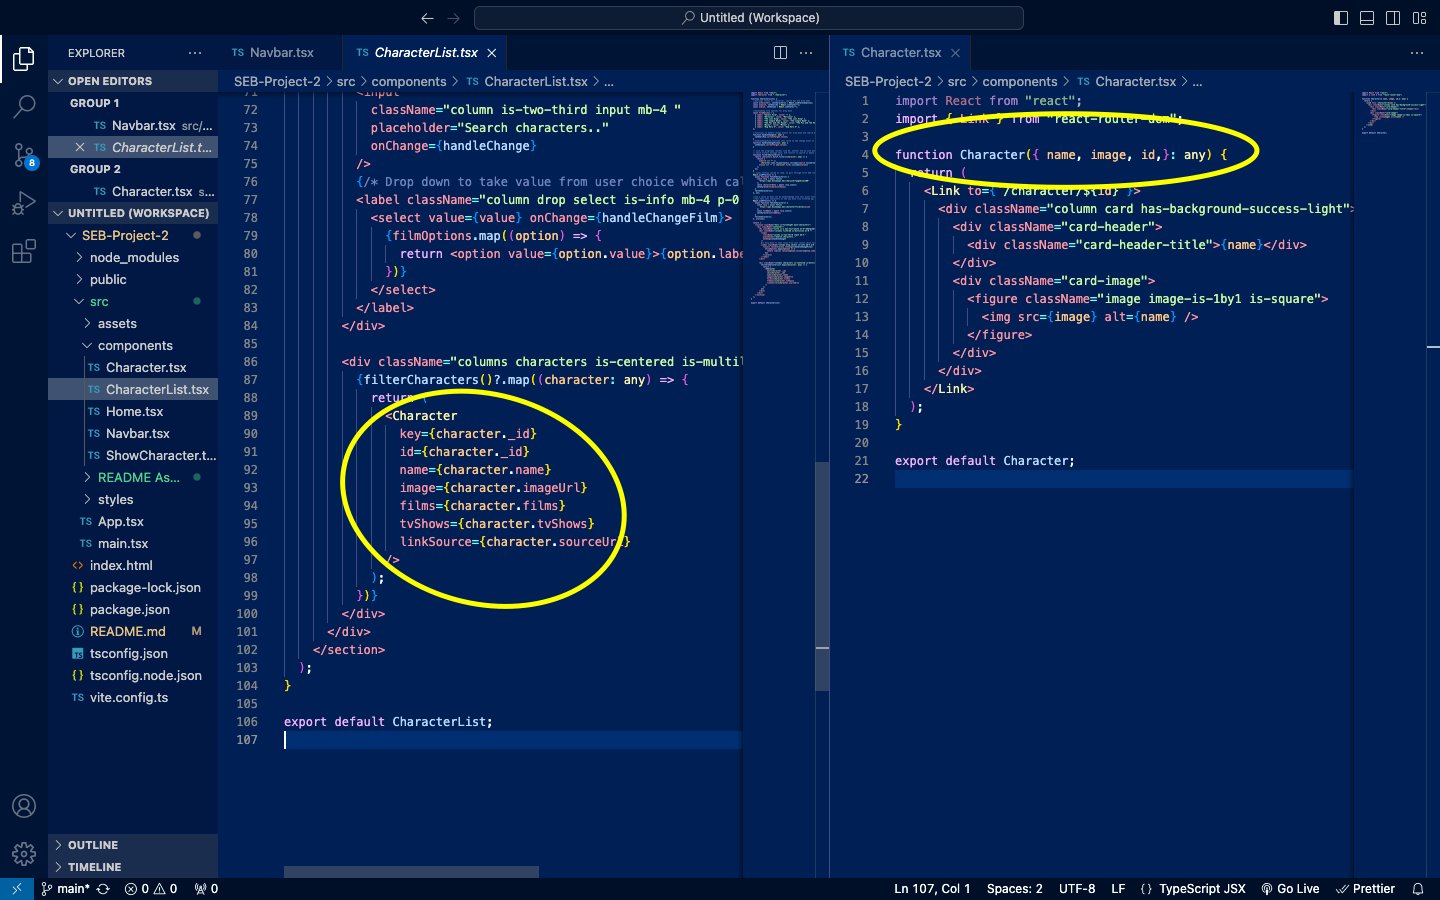 Untitled (Workspace)
EXPLORER
OPEN EDITORS
GROUP 1
TS Navbar.tsx src/...
TS CharacterList.t...
GROUP 2
TS Character.tsx s...
UNTITLED (WORKSPACE)
SEB-Project-2
node_modules
public
src
assets
components
TS Character.tsx
TS CharacterList.tsx
TS Home.tsx
TS Navbar.tsx
TS ShowCharacter.t...
README As...
styles
TS App.tsx
TS main.tsx
<> index.html
{} package-lock.json
{} package.json
README.md M
tsconfig.json
{} tsconfig.node.json
TS vite.config.ts
OUTLINE
TIMELINE
8
TS Navbar.tsx
TS CharacterList.tsx
SEB-Project-2 > src > components > TS CharacterList.tsx > ...
71 <input
72 className="column is-two-third input mb-4 "
73 placeholder="Search characters.."
74 onChange={handleChange}
75 />
76 {/* Drop down to take value from user choice which cal
77 <label className="column drop select is-info mb-4 p-0
78 <select value={value} onChange={handleChangeFilm}>
79 {filmOptions.map((option) => {
80 return <option value={option.value}>{option.labe
81 })}
82 </select>
83 </label>
84 </div>
85
86 <div className="columns characters is-centered is-multil
87 {filterCharacters()?.map((character: any) => {
88 return (
89 <Character
90 key={character._id}
91 id={character._id}
92 name={character.name}
93 image={character.imageUrl}
94 films={character.films}
95 tvShows={character.tvShows}
96 linkSource={character.sourceUrl}
97 />
98 );
99 })}
100 </div>
101 </div>
102 </section>
103 );
104 }
105
106 export default CharacterList;
107
TS Character.tsx
SEB-Project-2 > src > components > TS Character.tsx > ...
1 import React from "react";
2 import { Link } from "react-router-dom";
3
4 function Character({ name, image, id,}: any) {
5 return (
6 <Link to={`/character/${id}`}>
7 <div className="column card has-background-success-light">
8 <div className="card-header">
9 <div className="card-header-title">{name}</div>
10 </div>
11 <div className="card-image">
12 <figure className="image image-is-1by1 is-square">
13 <img src={image} alt={name} />
14 </figure>
15 </div>
16 </div>
17 </Link>
18 );
19 }
20
21 export default Character;
22
main* 0 0 0
Ln 107, Col 1 Spaces: 2 UTF-8 LF {} TypeScript JSX Go Live Prettier